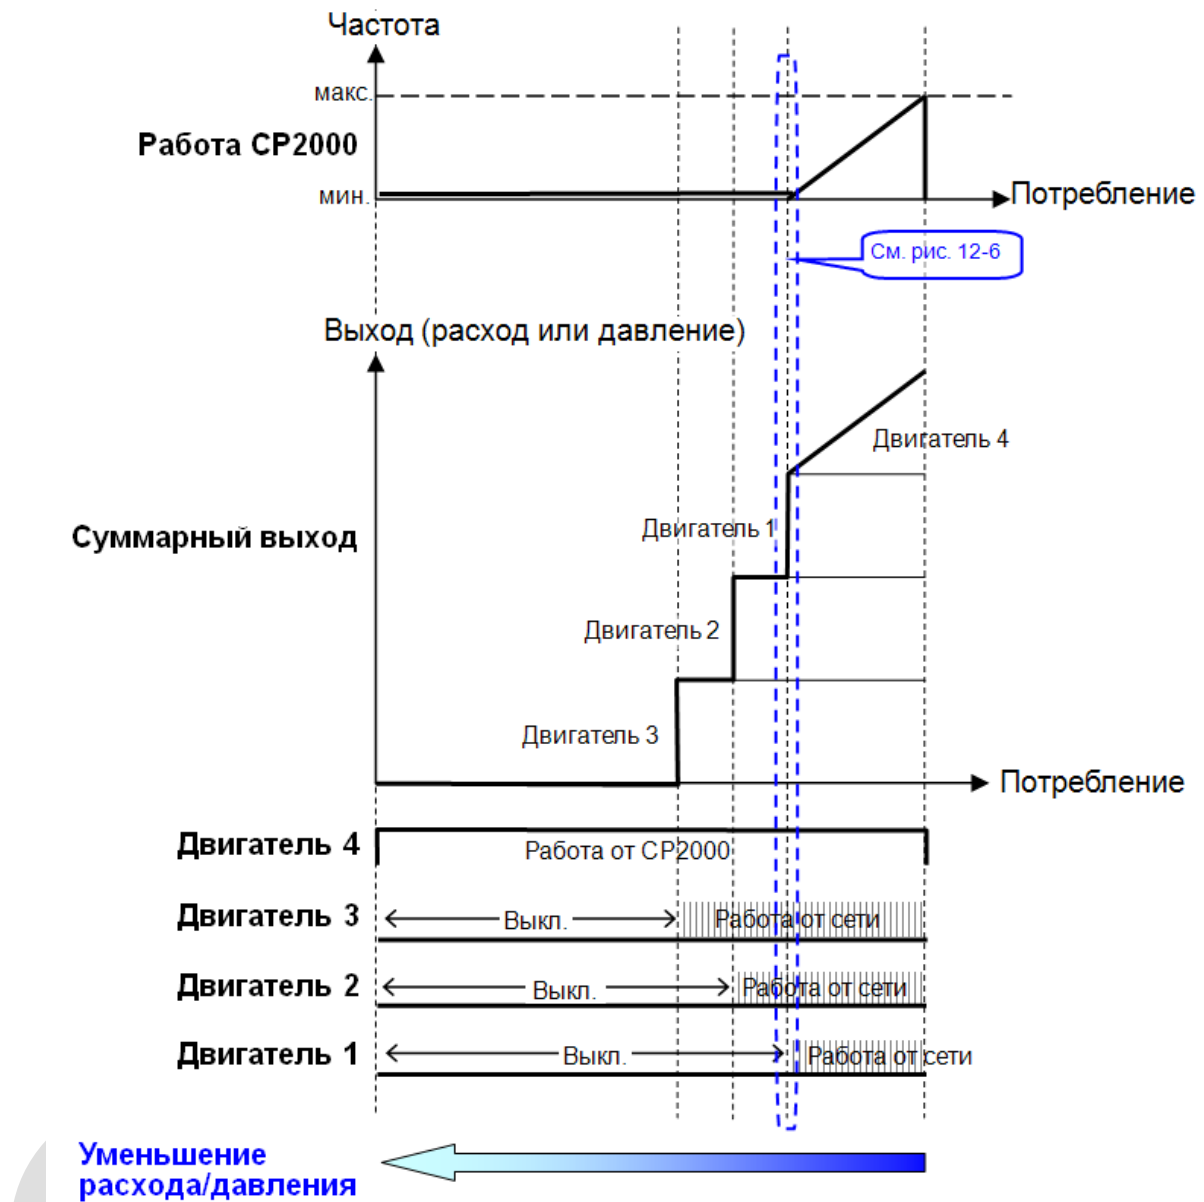 Частота
макс.
Работа CP2000
мин.
Потребление
См. рис. 12-6
Выход (расход или давление)
Двигатель 4
Суммарный выход
Двигатель 1
Двигатель 2
Двигатель 3
Потребление
Двигатель 4
Работа от CP2000
Двигатель 3
Выкл.
Работа от сети
Двигатель 2
Выкл.
Работа от сети
Двигатель 1
Выкл.
Работа от сети
Уменьшение
расхода/давления